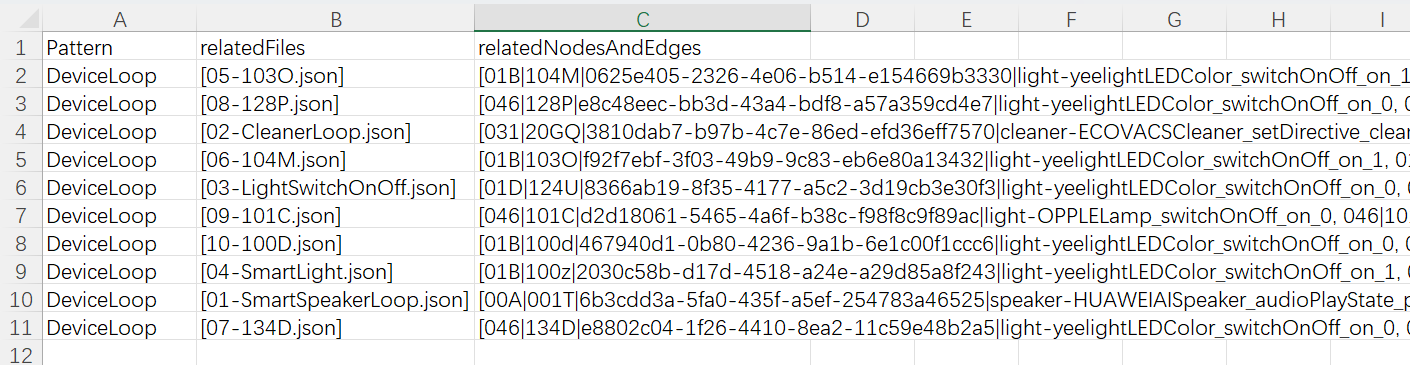 A B C D E F G H I
1 Pattern relatedFiles relatedNodesAndEdges
2 DeviceLoop [05-103O.json] [01B|104M|0625e405-2326-4e06-b514-e154669b3330|light-yeelightLEDColor_switchOnOff_on_1
3 DeviceLoop [08-128P.json] [046|128P|e8c48eec-bb3d-43a4-bdf8-a57a359cd4e7|light-yeelightLEDColor_switchOnOff_on_0, 0
4 DeviceLoop [02-CleanerLoop.json] [031|20GQ|3810dab7-b97b-4c7e-86ed-efd36eff7570|cleaner-ECOVACSCleaner_setDirective_clear
5 DeviceLoop [06-104M.json] [01B|103O|f92f7ebf-3f03-49b9-9c83-eb6e80a13432|light-yeelightLEDColor_switchOnOff_on_1, 01
6 DeviceLoop [03-LightSwitchOnOff.json] [01D|124U|8366ab19-8f35-4177-a5c2-3d19cb3e30f3|light-yeelightLEDColor_switchOnOff_on_0, 0
7 DeviceLoop [09-101C.json] [046|101C|d2d18061-5465-4a6f-b38c-f98f8c9f89ac|light-OPPLELamp_switchOnOff_on_0, 046|10
8 DeviceLoop [10-100D.json] [01B|100d|467940d1-0b80-4236-9a1b-6e1c00f1ccc6|light-yeelightLEDColor_switchOnOff_on_0, 0
9 DeviceLoop [04-SmartLight.json] [01B|100z|2030c58b-d17d-4518-a24e-a29d85a8f243|light-yeelightLEDColor_switchOnOff_on_1, 0
10 DeviceLoop [01-SmartSpeakerLoop.json] [00A|001T|6b3cdd3a-5fa0-435f-a5ef-254783a46525|speaker-HUAWEIAISpeaker_audioPlayState_p
11 DeviceLoop [07-134D.json] [046|134D|e8802c04-1f26-4410-8ea2-11c59e48b2a5|light-yeelightLEDColor_switchOnOff_on_0, 0
12